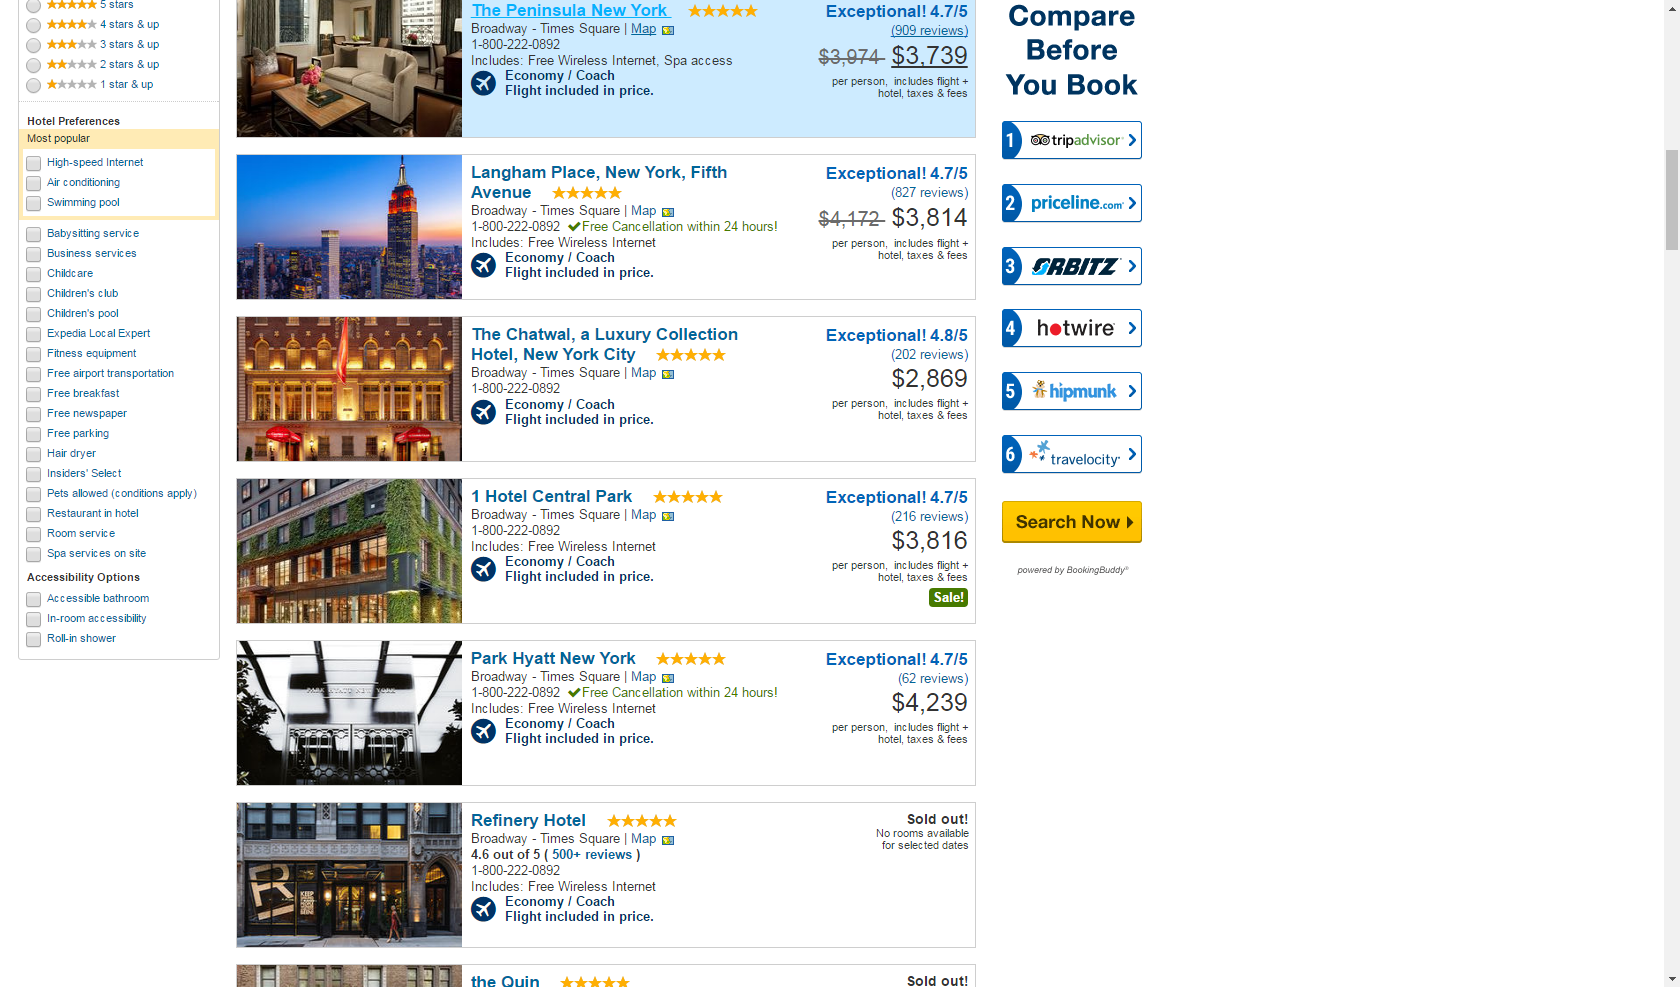 5 stars
4 stars & up
3 stars & up
2 stars & up
1 star & up
Hotel Preferences
Most popular
High-speed Internet
Air conditioning
Swimming pool
Babysitting service
Business services
Childcare
Children's club
Children's pool
Expedia Local Expert
Fitness equipment
Free airport transportation
Free breakfast
Free newspaper
Free parking
Hair dryer
Insiders' Select
Pets allowed (conditions apply)
Restaurant in hotel
Room service
Spa services on site
Accessibility Options
Accessible bathroom
In-room accessibility
Roll-in shower
The Peninsula New York
Broadway - Times Square | Map
1-800-222-0892
Includes: Free Wireless Internet, Spa access
Economy / Coach
Flight included in price.
Exceptional! 4.7/5
(909 reviews)
$3,974 $3,739
per person, includes flight +
hotel, taxes & fees
Langham Place, New York, Fifth
Avenue
Broadway - Times Square | Map
1-800-222-0892 Free Cancellation within 24 hours!
Includes: Free Wireless Internet
Economy / Coach
Flight included in price.
Exceptional! 4.7/5
(827 reviews)
$4,172 $3,814
per person, includes flight +
hotel, taxes & fees
The Chatwal, a Luxury Collection
Hotel, New York City
Broadway - Times Square | Map
1-800-222-0892
Economy / Coach
Flight included in price.
Exceptional! 4.8/5
(202 reviews)
$2,869
per person, includes flight +
hotel, taxes & fees
1 Hotel Central Park
Broadway - Times Square | Map
1-800-222-0892
Includes: Free Wireless Internet
Economy / Coach
Flight included in price.
Exceptional! 4.7/5
(216 reviews)
$3,816
per person, includes flight +
hotel, taxes & fees
Sale!
PARK HYATT NEW YORK
Park Hyatt New York
Broadway - Times Square | Map
1-800-222-0892 Free Cancellation within 24 hours!
Includes: Free Wireless Internet
Economy / Coach
Flight included in price.
Exceptional! 4.7/5
(62 reviews)
$4,239
per person, includes flight +
hotel, taxes & fees
R
Refinery Hotel
Broadway - Times Square | Map
4.6 out of 5 ( 500+ reviews )
1-800-222-0892
Includes: Free Wireless Internet
Economy / Coach
Flight included in price.
Sold out!
No rooms available
for selected dates
the Quin
Sold out!
Compare
Before
You Book
1 tripadvisor
2 priceline.com
3 ORBITZ
4 hotwire
5 hipmunk
6 travelocity
Search Now
powered by BookingBuddy®